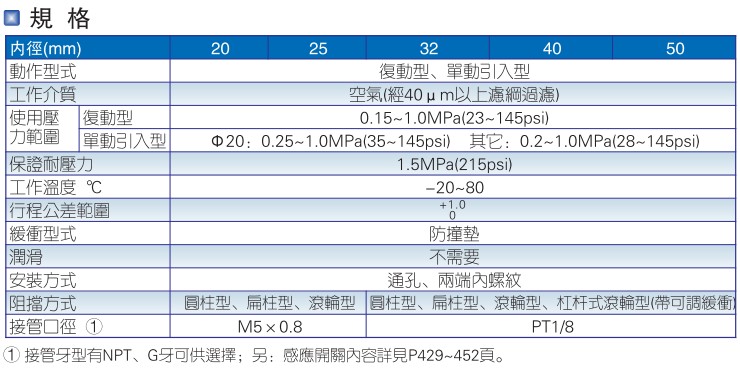 規 格
內徑(mm) 20 25 32 40 50
動作型式 復動型、單動引入型
工作介質 空氣(經40μm以上濾網過濾)
使用壓力範圍 復動型 0.15~1.0MPa(23~145psi)
單動引入型 Φ20：0.25~1.0MPa(35~145psi) 其它：0.2~1.0MPa(28~145psi)
保證耐壓力 1.5MPa(215psi)
工作溫度 ℃ -20~80
行程公差範圍 +1.0 0
緩衝型式 防撞墊
潤滑 不需要
安裝方式 通孔、兩端內螺紋
阻擋方式 圓柱型、扁柱型、滾輪型 圓柱型、扁柱型、滾輪型、杠杆式滾輪型(帶可調緩衝)
接管口徑 ① M5×0.8 PT1/8
① 接管牙型有NPT、G牙可供選擇；另：感應開關內容詳見P429~452頁。